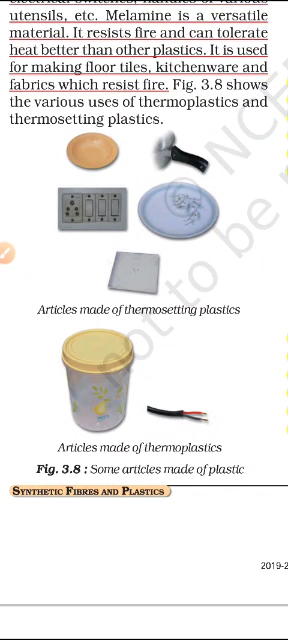 utensils, etc. Melamine is a versatile
material. It resists fire and can tolerate
heat better than other plastics. It is used
for making floor tiles, kitchenware and
fabrics which resist fire. Fig. 3.8 shows
the various uses of thermoplastics and
thermosetting plastics.
Articles made of thermosetting plastics
Articles made of thermoplastics
Fig. 3.8 : Some articles made of plastic
SYNTHETIC FIBRES AND PLASTICS
not to be